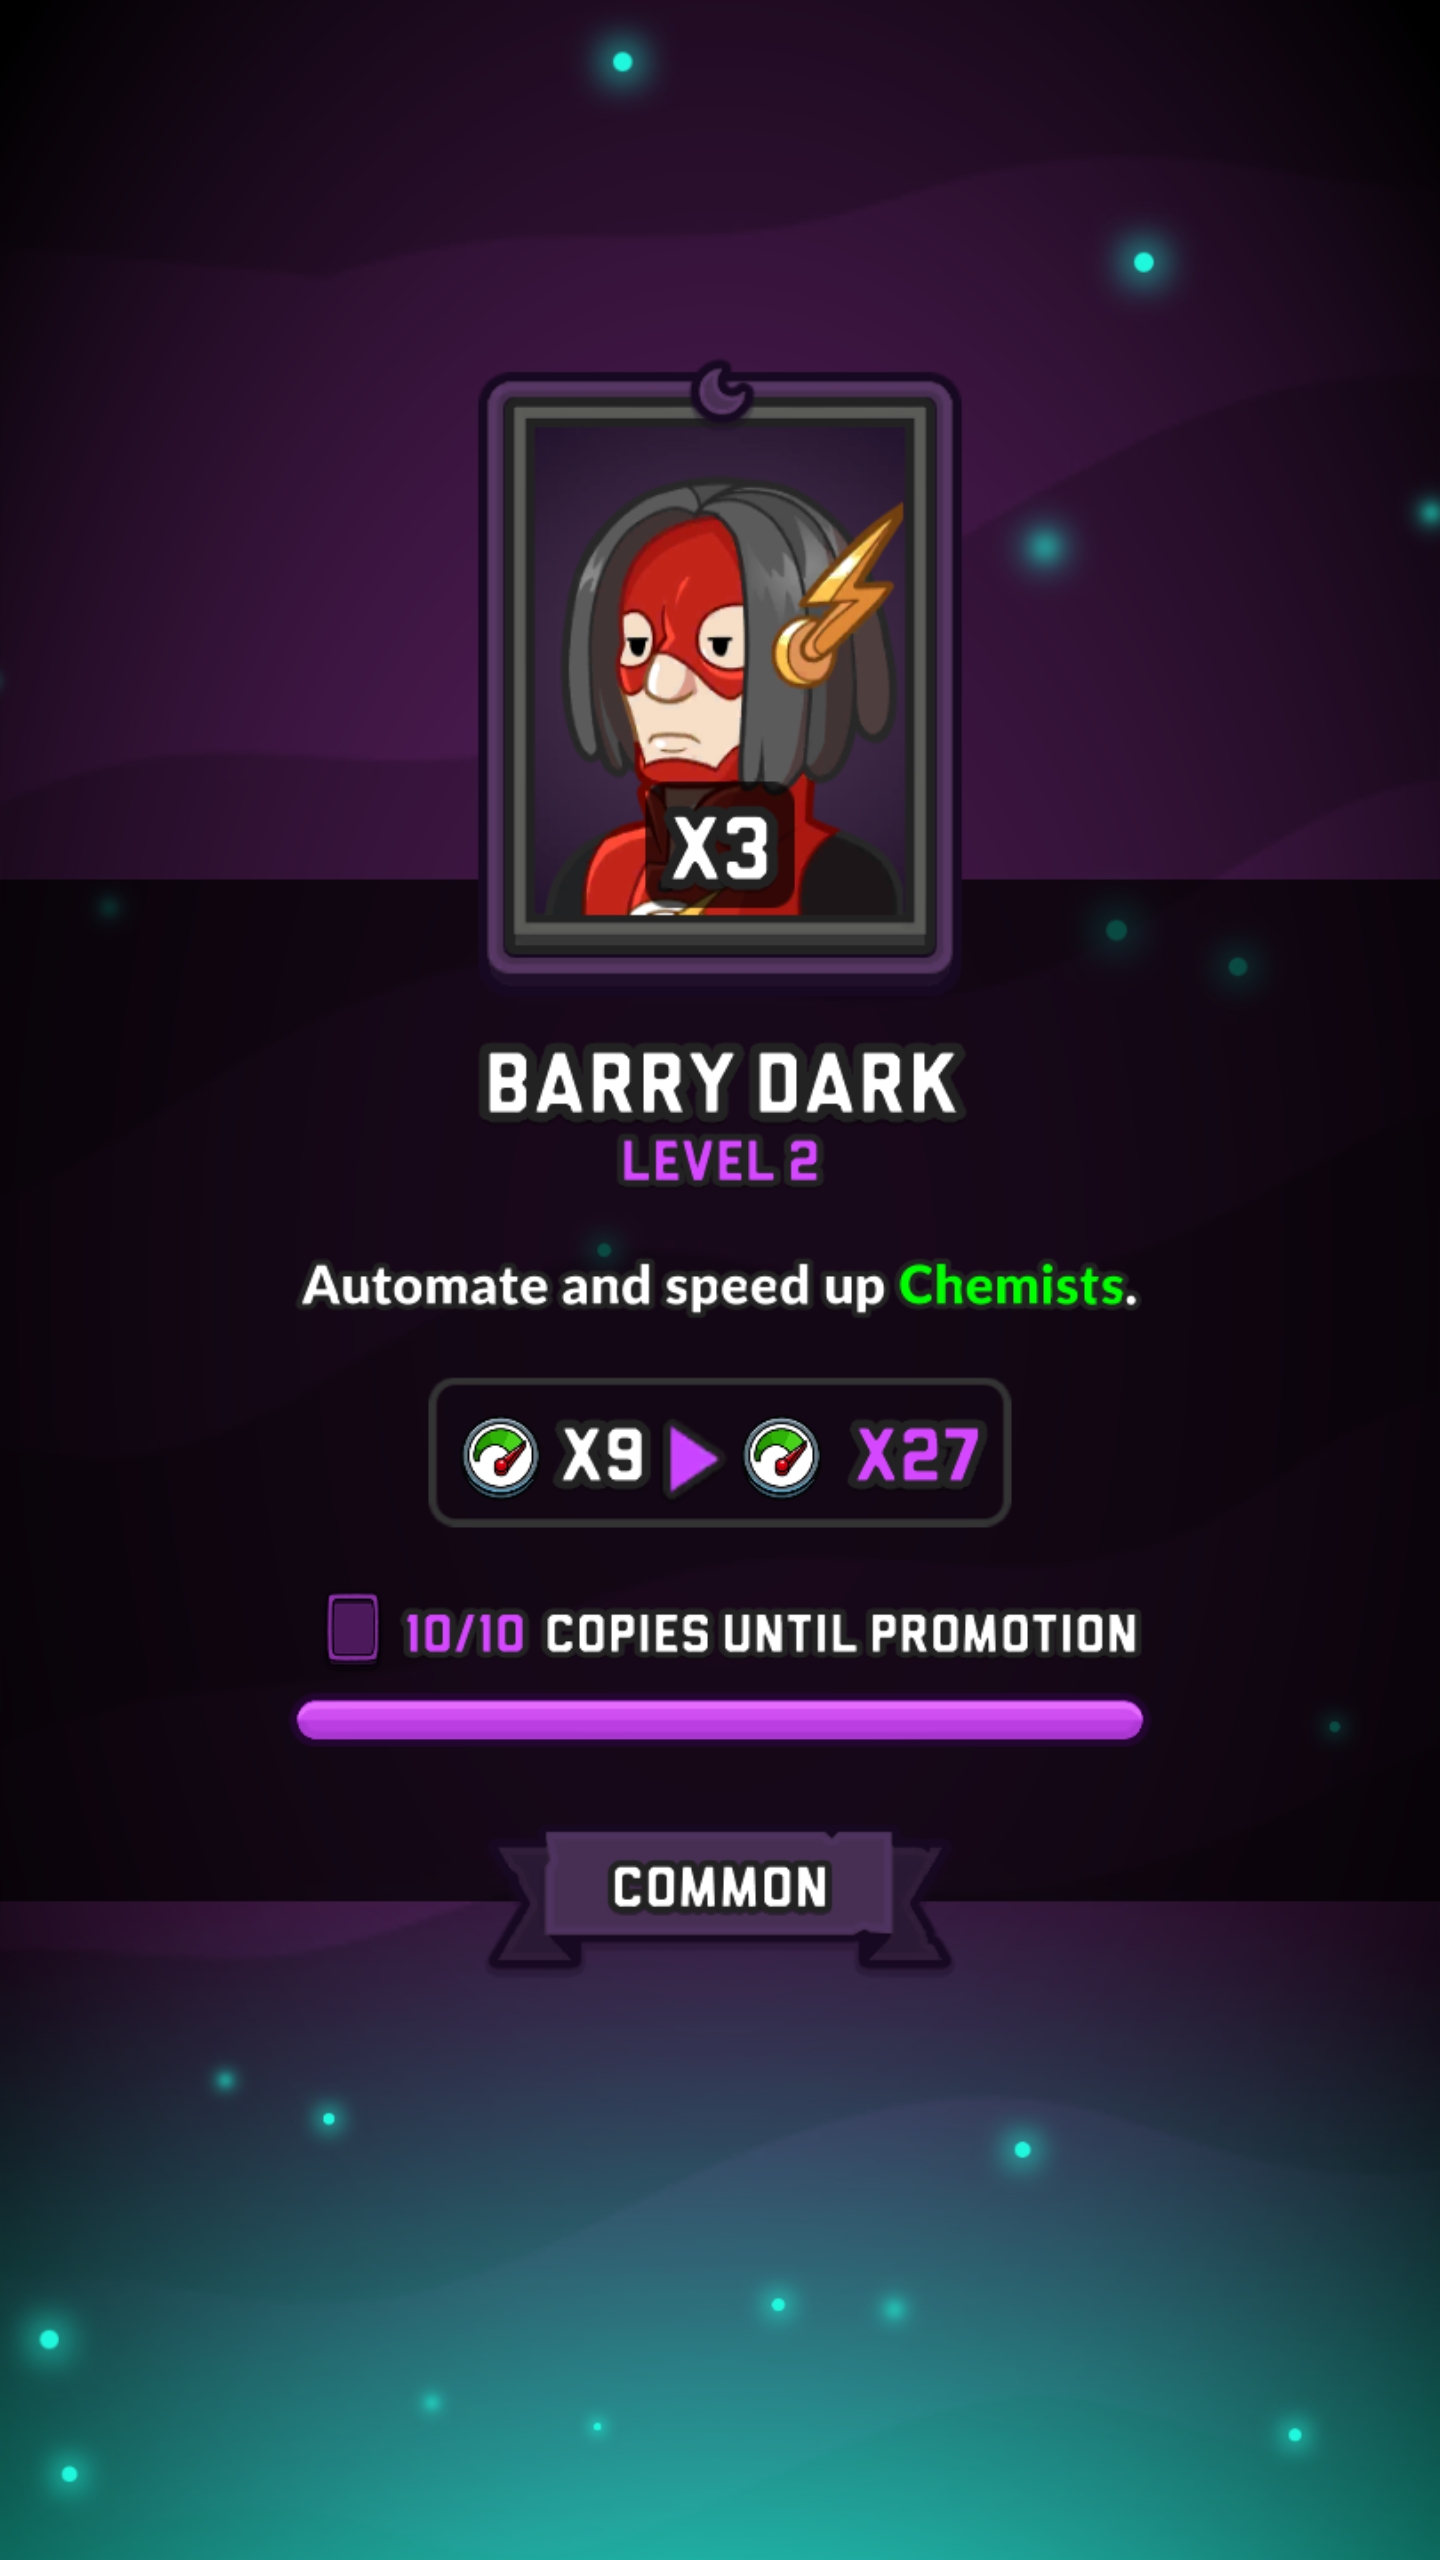 X3
BARRY DARK
LEVEL 2
Automate and speed up Chemists.
X9 X27
10/10 COPIES UNTIL PROMOTION
COMMON